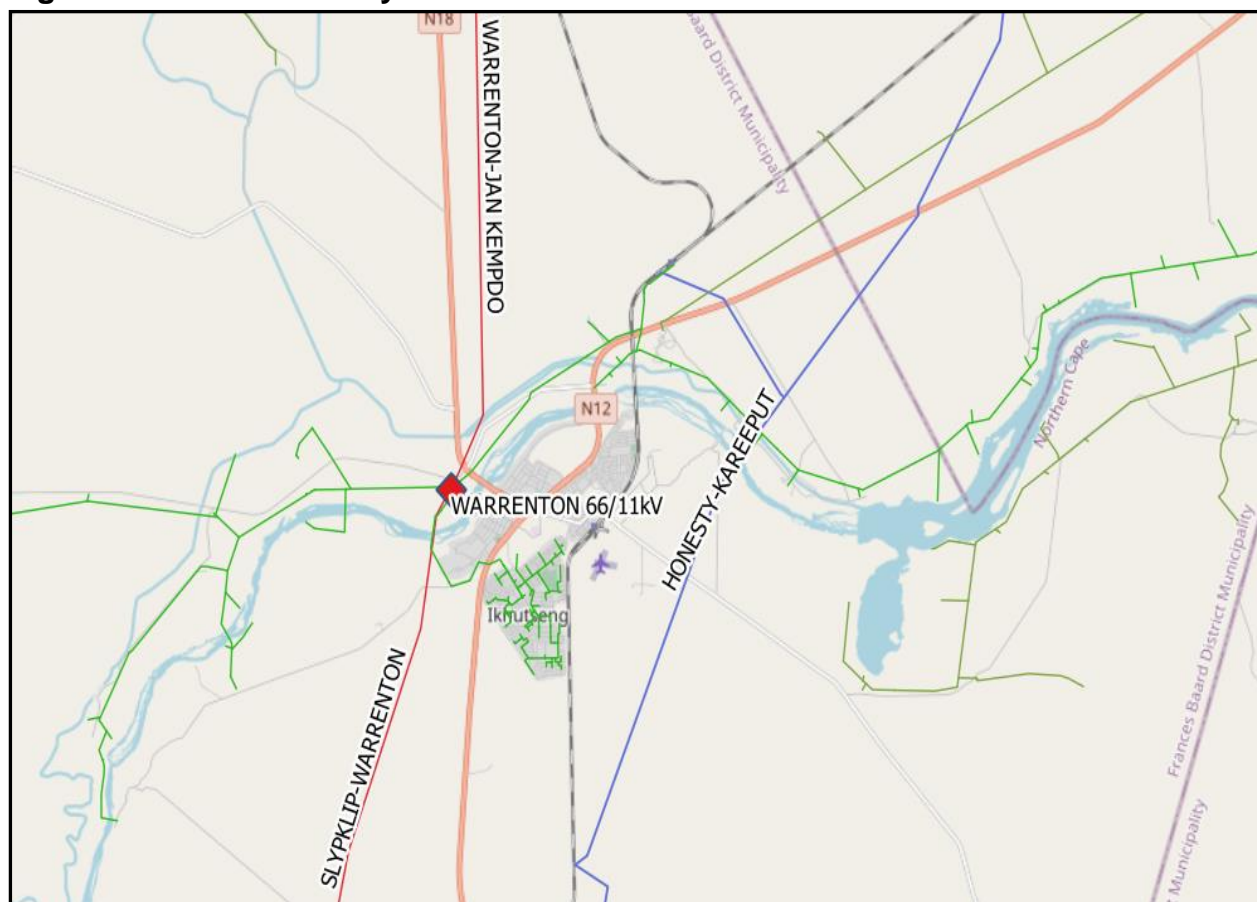 N18
WARRENTON-JAN KEMPDO
Baard District Municipality
N12
Northern Cape
HONESTY-KAREEPUT
WARRENTON 66/11kV
Ikhutseng
SLYPKLIP-WARRENTON
Frances Baard District Municipality
Municipality